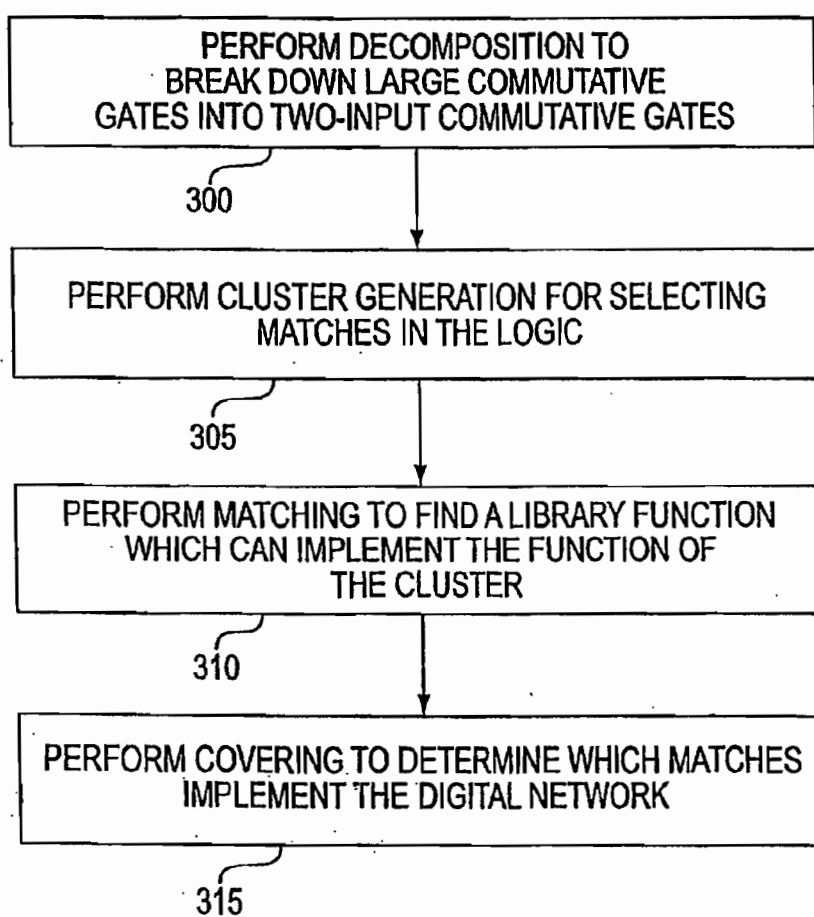 PERFORM DECOMPOSITION TO
BREAK DOWN LARGE COMMUTATIVE
GATES INTO TWO-INPUT COMMUTATIVE GATES
300
PERFORM CLUSTER GENERATION FOR SELECTING
MATCHES IN THE LOGIC
305
PERFORM MATCHING TO FIND A LIBRARY FUNCTION
WHICH CAN IMPLEMENT THE FUNCTION OF
THE CLUSTER
310
PERFORM COVERING TO DETERMINE WHICH MATCHES
IMPLEMENT THE DIGITAL NETWORK
315